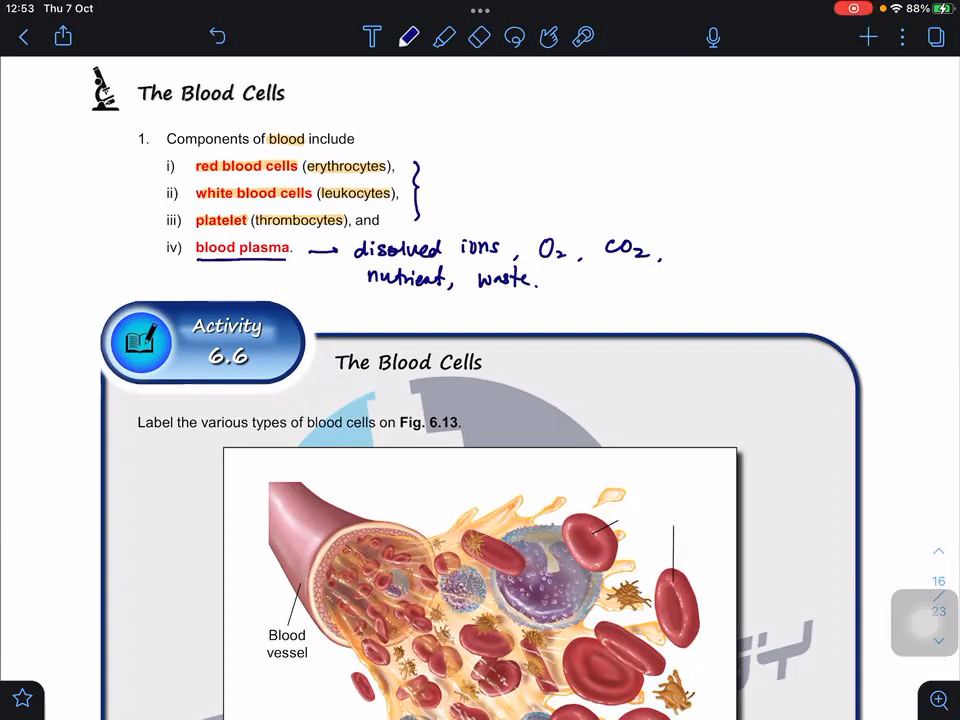 12:53 Thu 7 Oct
88%
The Blood Cells
1. Components of blood include
i) red blood cells (erythrocytes),
ii) white blood cells (leukocytes),
iii) platelet (thrombocytes), and
iv) blood plasma. → disolved ions, O2, CO2,
nutrient, waste.
Activity
6.6
The Blood Cells
Label the various types of blood cells on Fig. 6.13.
Blood
vessel
16
23